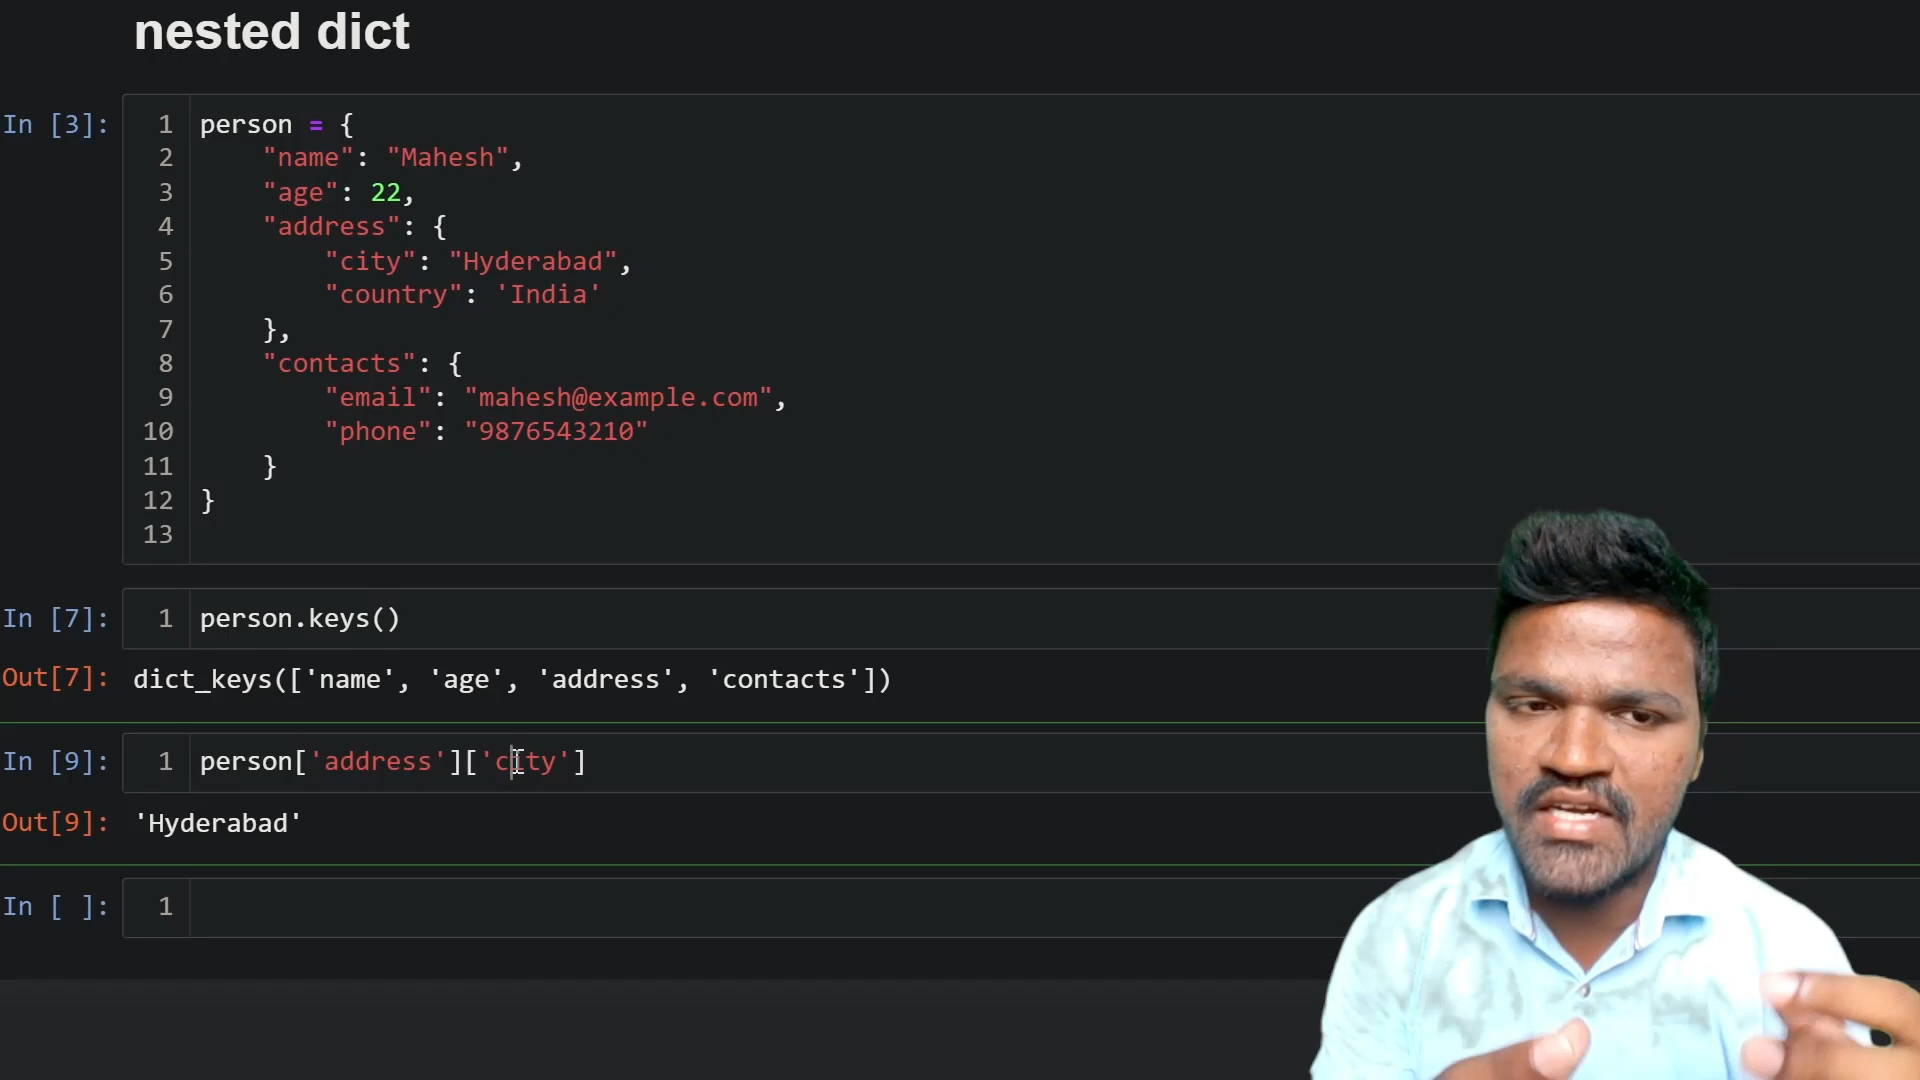 nested dict
In [3]:
1 person = {
2     "name": "Mahesh",
3     "age": 22,
4     "address": {
5         "city": "Hyderabad",
6         "country": 'India'
7     },
8     "contacts": {
9         "email": "mahesh@example.com",
10         "phone": "9876543210"
11     }
12 }
13
In [7]: 1 person.keys()
Out[7]: dict_keys(['name', 'age', 'address', 'contacts'])
In [9]: 1 person['address']['city']
Out[9]: 'Hyderabad'
In [ ]: 1